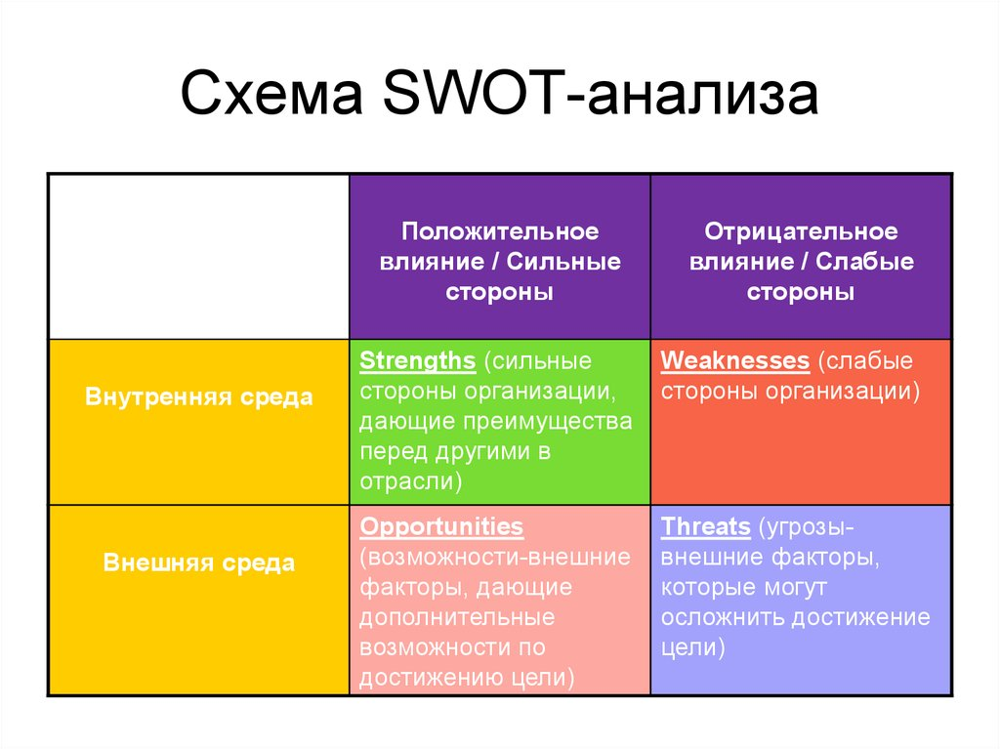 Схема SWOT-анализа
Положительное
влияние / Сильные
стороны
Отрицательное
влияние / Слабые
стороны
Внутренняя среда
Strengths (сильные
стороны организации,
дающие преимущества
перед другими в
отрасли)
Weaknesses (слабые
стороны организации)
Внешняя среда
Opportunities
(возможности-внешние
факторы, дающие
дополнительные
возможности по
достижению цели)
Threats (угрозы-
внешние факторы,
которые могут
осложнить достижение
цели)